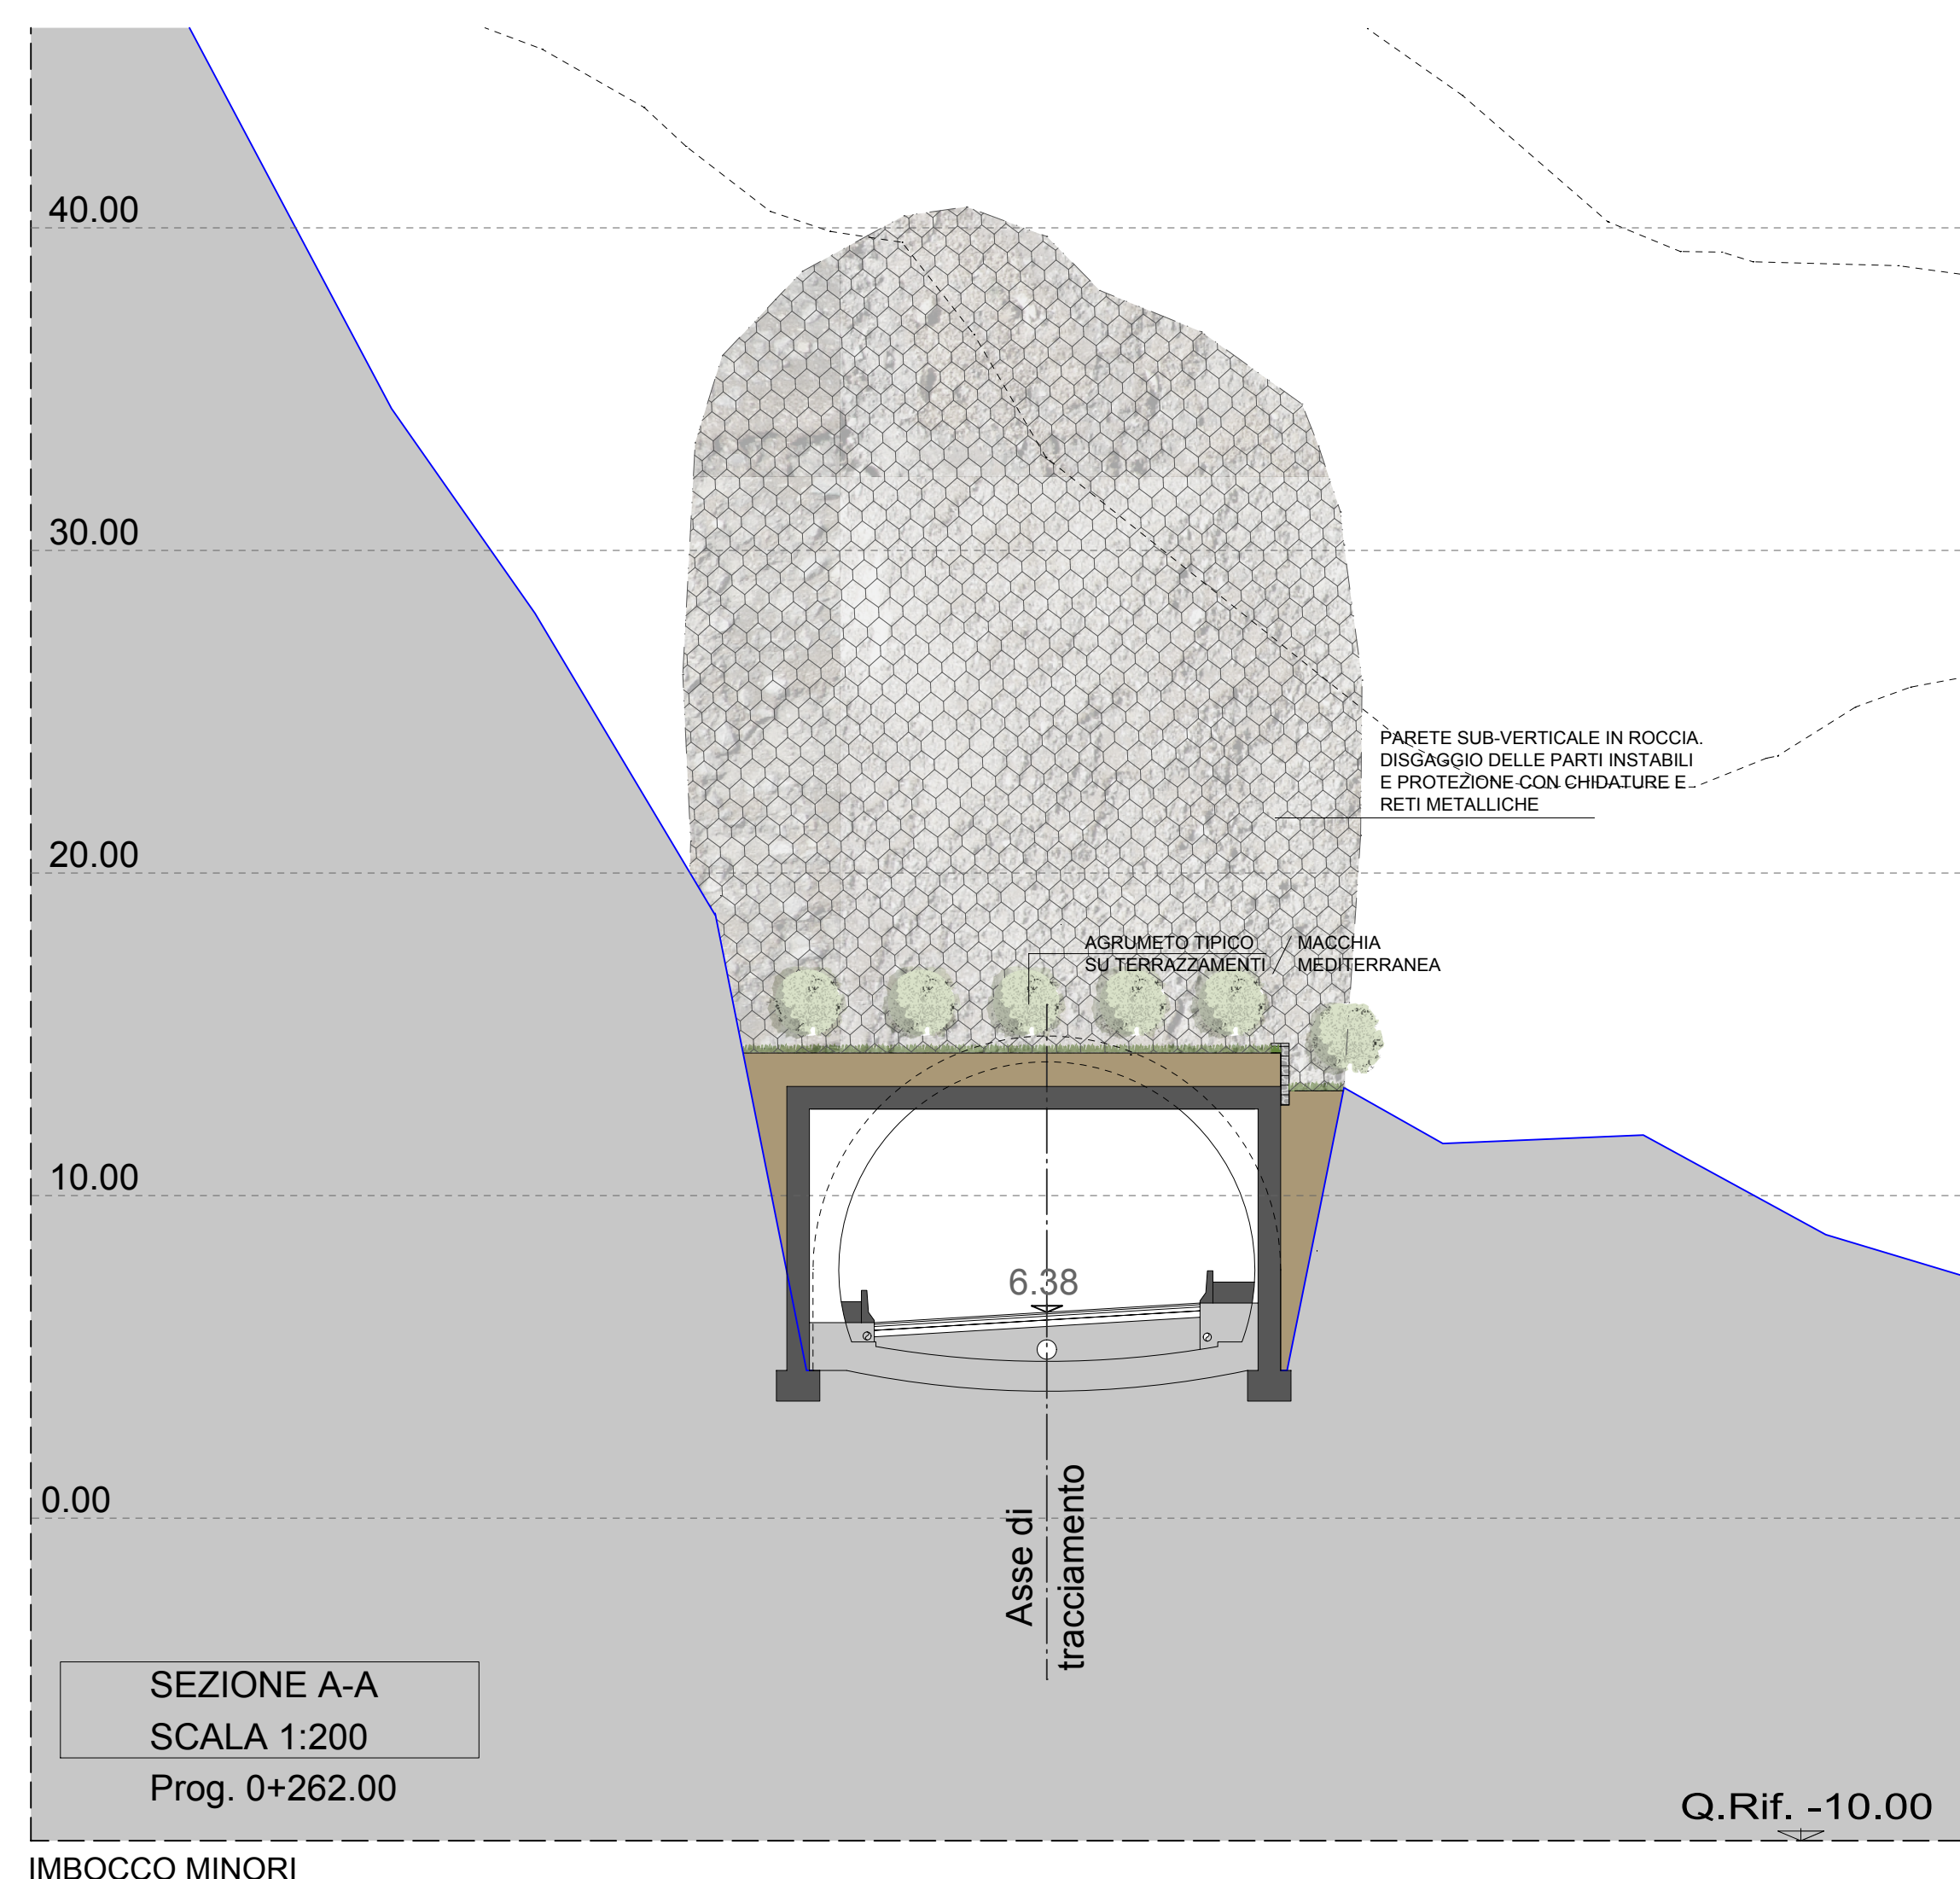 40.00
30.00
PARETE SUB-VERTICALE IN ROCCIA.
DISGAGGIO DELLE PARTI INSTABILI
E PROTEZIONE CON CHIDATURE E
RETI METALLICHE
20.00
AGRUMETO TIPICO
SU TERRAZZAMENTI
MACCHIA
MEDITERRANEA
10.00
6.38
0.00
Asse di
tracciamento
SEZIONE A-A
SCALA 1:200
Prog. 0+262.00
Q.Rif. -10.00
IMBOCCO MINORI